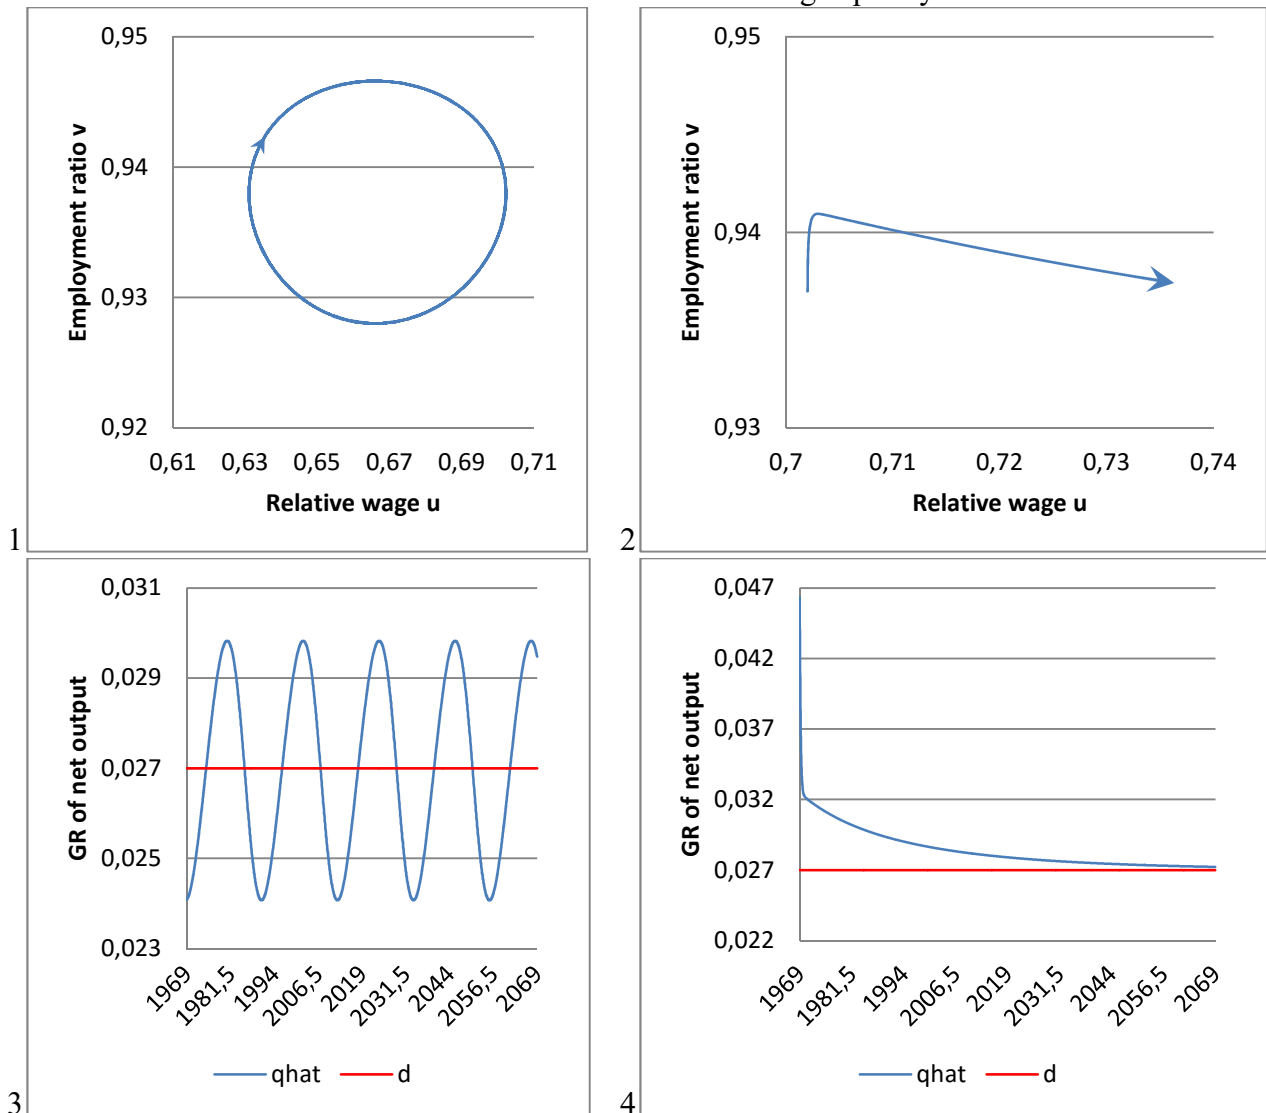 0,95
0,94
0,93
0,92
Employment ratio v
0,61 0,63 0,65 0,67 0,69 0,71
Relative wage u
1
0,95
0,94
0,93
Employment ratio v
0,7 0,71 0,72 0,73 0,74
Relative wage u
2
0,031
0,029
0,027
0,025
0,023
GR of net output
1969 1981,5 1994 2006,5 2019 2031,5 2044 2056,5 2069
qhat d
3
0,047
0,042
0,037
0,032
0,027
0,022
GR of net output
1969 1981,5 1994 2006,5 2019 2031,5 2044 2056,5 2069
qhat d
4